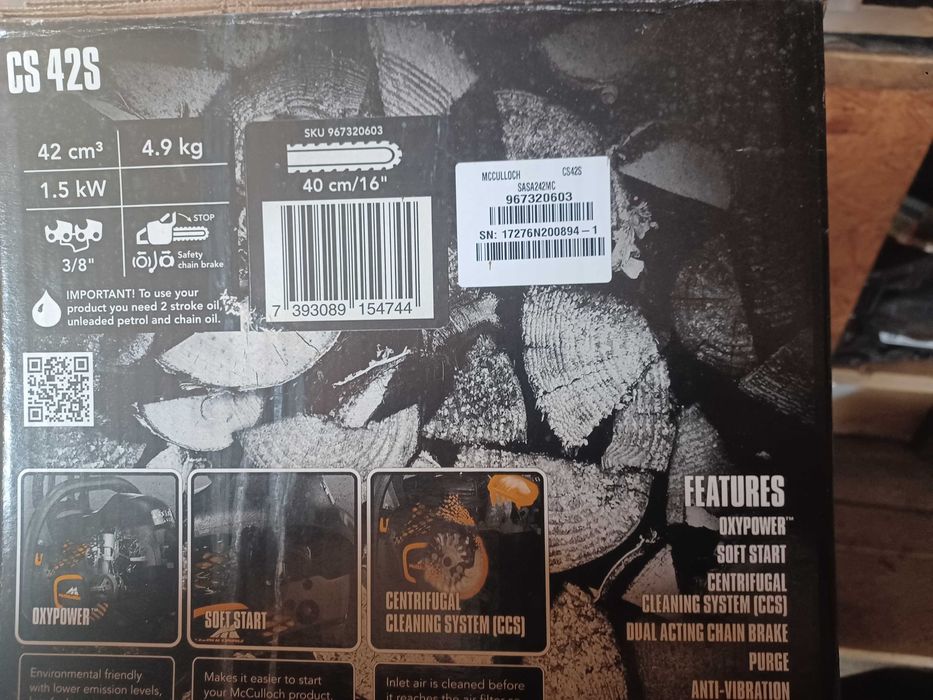 CS 42S
42 cm³
4.9 kg
1.5 kW
STOP
3/8"
Safety
chain brake
IMPORTANT! To use your
product you need 2 stroke oil,
unleaded petrol and chain oil.
SKU 967320603
40 cm/16"
7 393089 154744
MCCULLOCH CS42S
SASA242MC
967320603
SN: 17276N200894-1
OXYPOWER™
SOFT START
CENTRIFUGAL
CLEANING SYSTEM (CCS)
Environmental friendly
with lower emission levels,
Makes it easier to start
your McCulloch product.
Inlet air is cleaned before
it reaches the air filter
FEATURES
OXYPOWER™
SOFT START
CENTRIFUGAL
CLEANING SYSTEM (CCS)
DUAL ACTING CHAIN BRAKE
PURGE
ANTI-VIBRATION